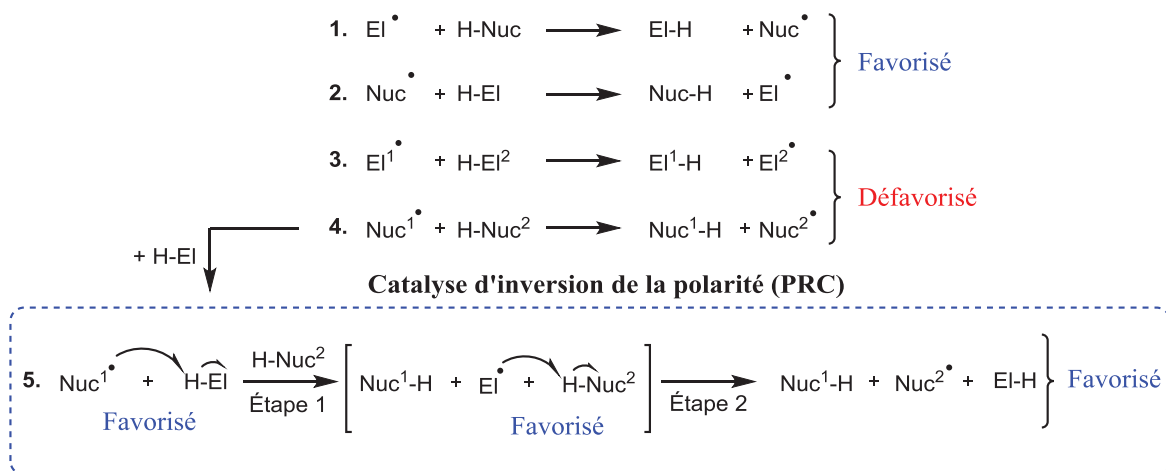 1. El• + H-Nuc El-H + Nuc•
Favorisé
2. Nuc• + H-El Nuc-H + El•
3. El¹• + H-El² El¹-H + El²•
Défavorisé
4. Nuc¹• + H-Nuc² Nuc¹-H + Nuc²•
+ H-El
Catalyse d'inversion de la polarité (PRC)
5. Nuc¹• + H-El H-Nuc² Étape 1 [ Nuc¹-H + El• + H-Nuc² ] Étape 2 Nuc¹-H + Nuc²• + El-H Favorisé
Favorisé Favorisé